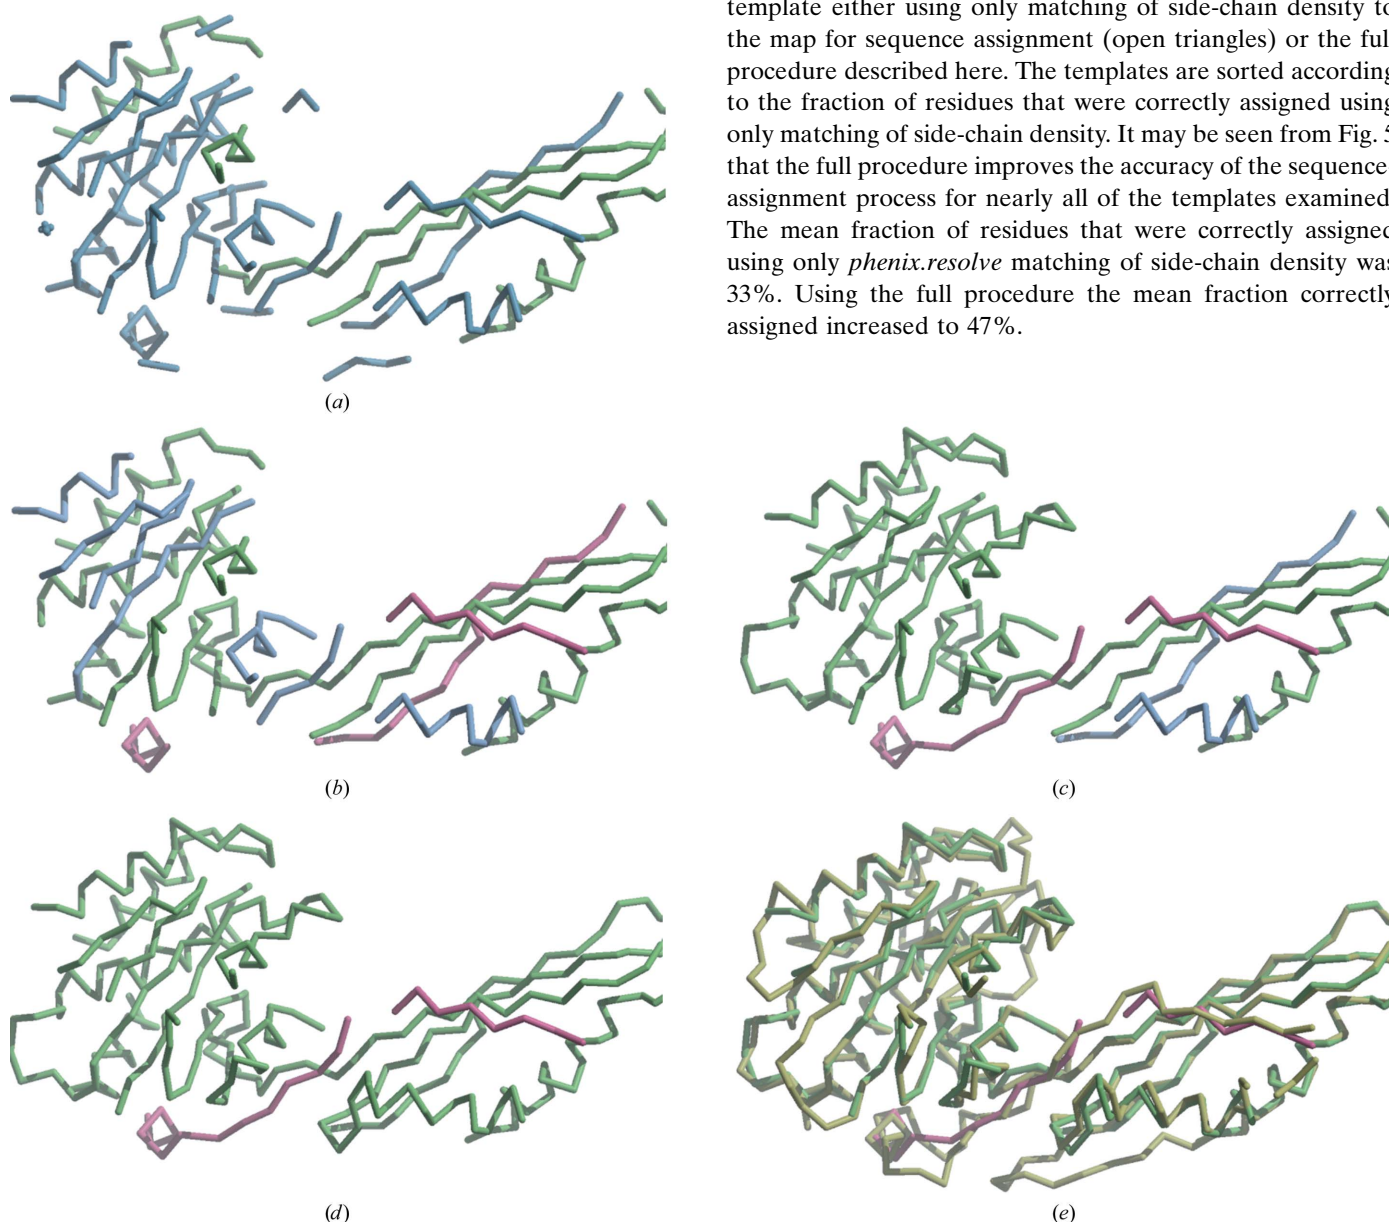 template either using only matching of side-chain density to
the map for sequence assignment (open triangles) or the full
procedure described here. The templates are sorted according
to the fraction of residues that were correctly assigned using
only matching of side-chain density. It may be seen from Fig. 5
that the full procedure improves the accuracy of the sequence-
assignment process for nearly all of the templates examined.
The mean fraction of residues that were correctly assigned
using only phenix.resolve matching of side-chain density was
33%. Using the full procedure the mean fraction correctly
assigned increased to 47%.
(a)
(b)
(c)
(d)
(e)